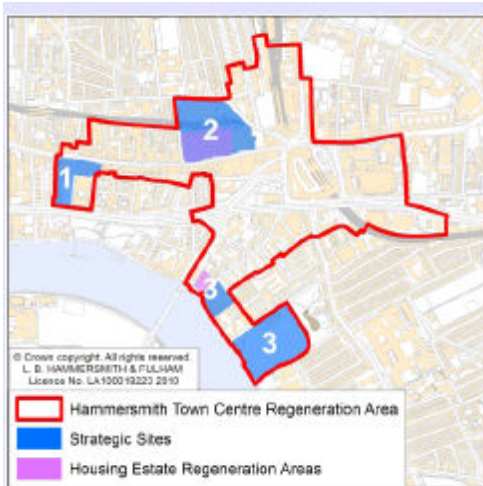 2
1
3
3
© Crown copyright. All rights reserved.
L. B. HAMMERSMITH & FULHAM
Licence No. LA100019223 2010
Hammersmith Town Centre Regeneration Area
Strategic Sites
Housing Estate Regeneration Areas